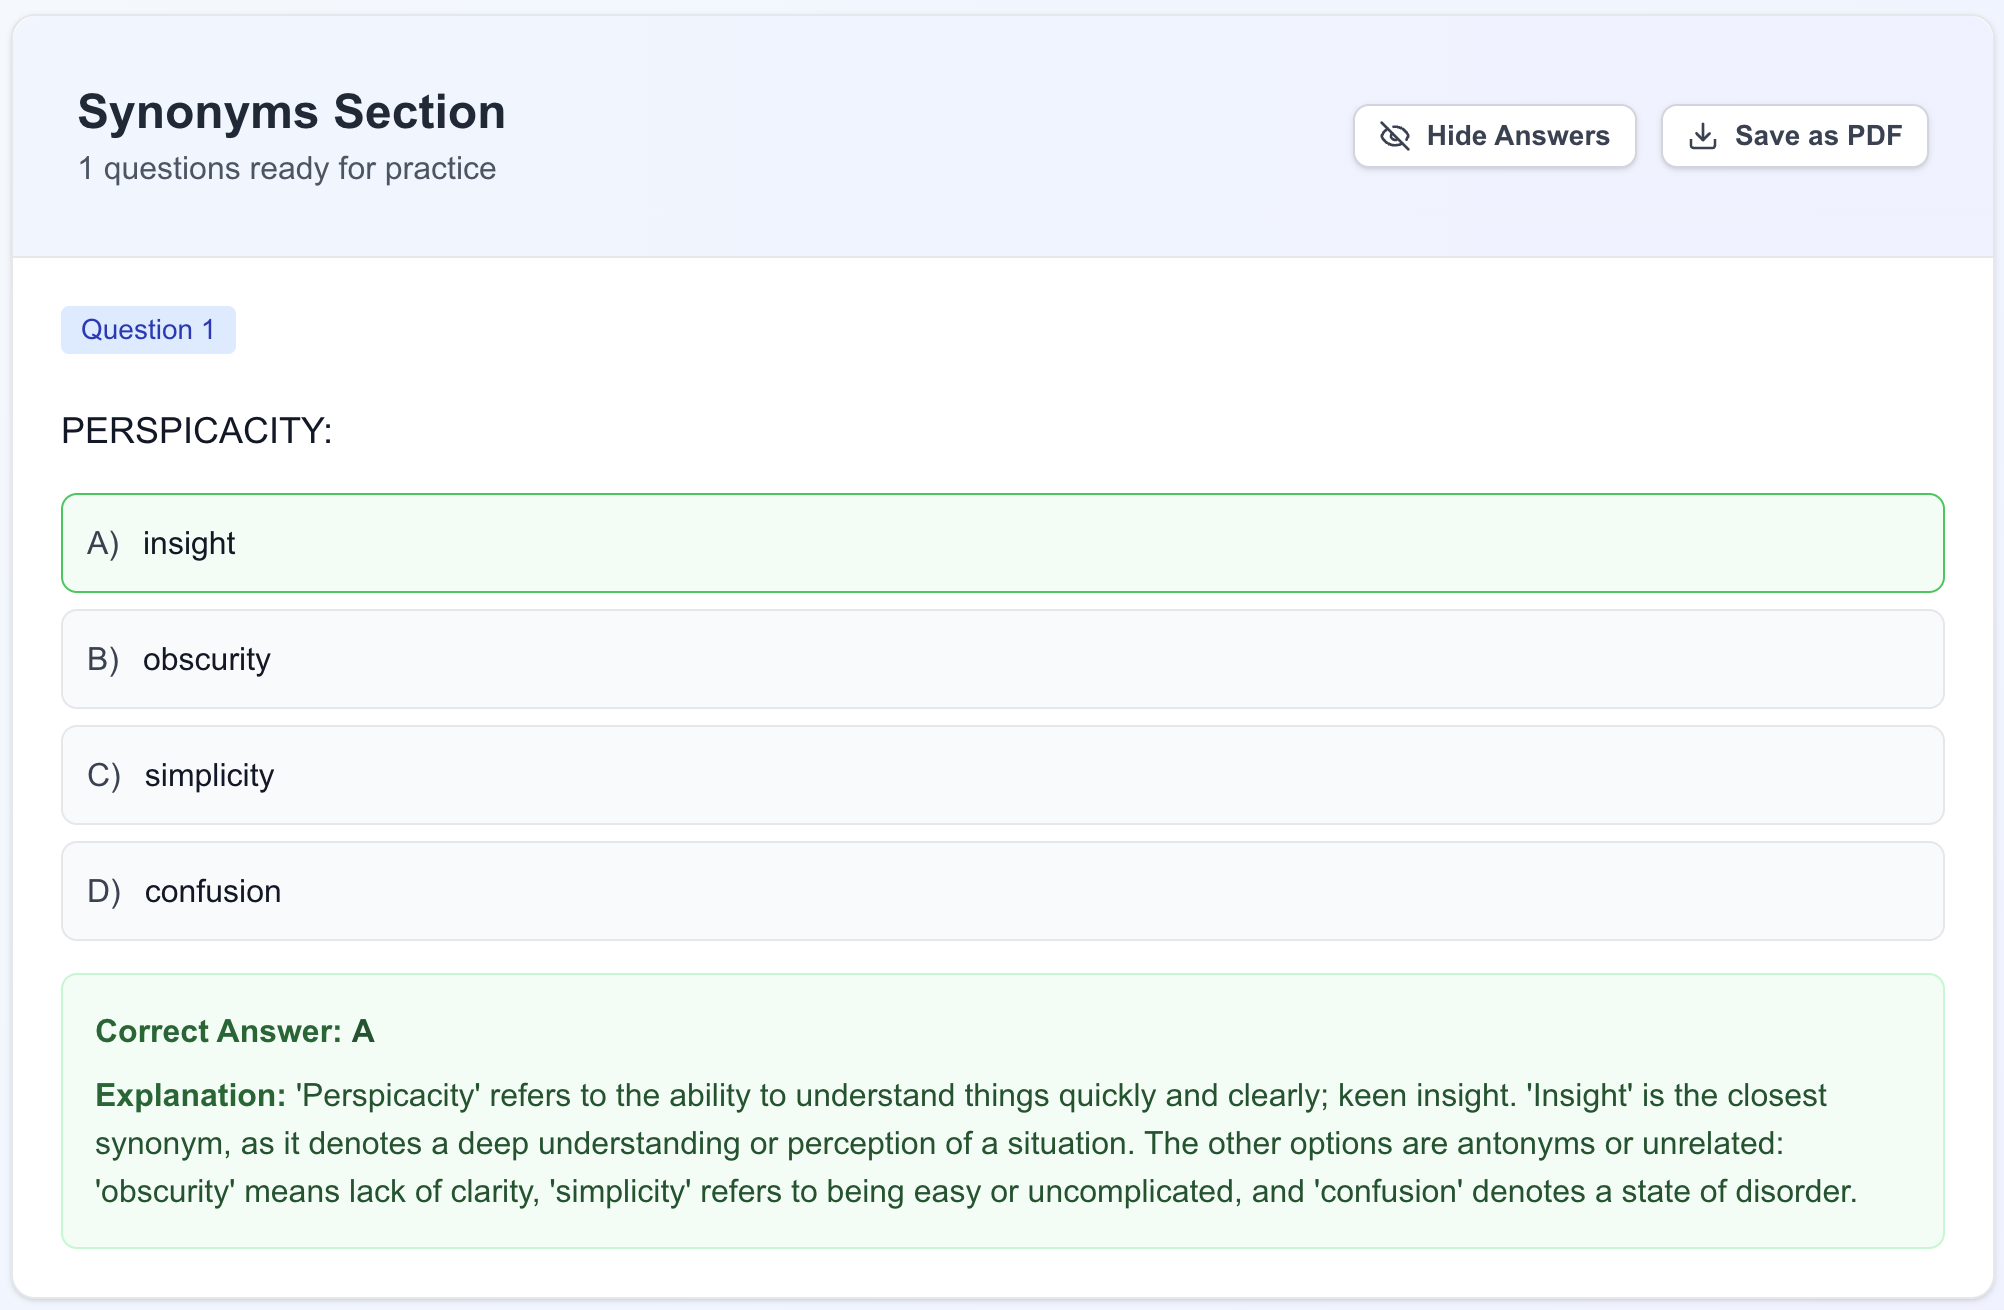 Synonyms Section
1 questions ready for practice
Hide Answers
Save as PDF
Question 1
PERSPICACITY:
A) insight
B) obscurity
C) simplicity
D) confusion
Correct Answer: A
Explanation: 'Perspicacity' refers to the ability to understand things quickly and clearly; keen insight. 'Insight' is the closest
synonym, as it denotes a deep understanding or perception of a situation. The other options are antonyms or unrelated:
'obscurity' means lack of clarity, 'simplicity' refers to being easy or uncomplicated, and 'confusion' denotes a state of disorder.